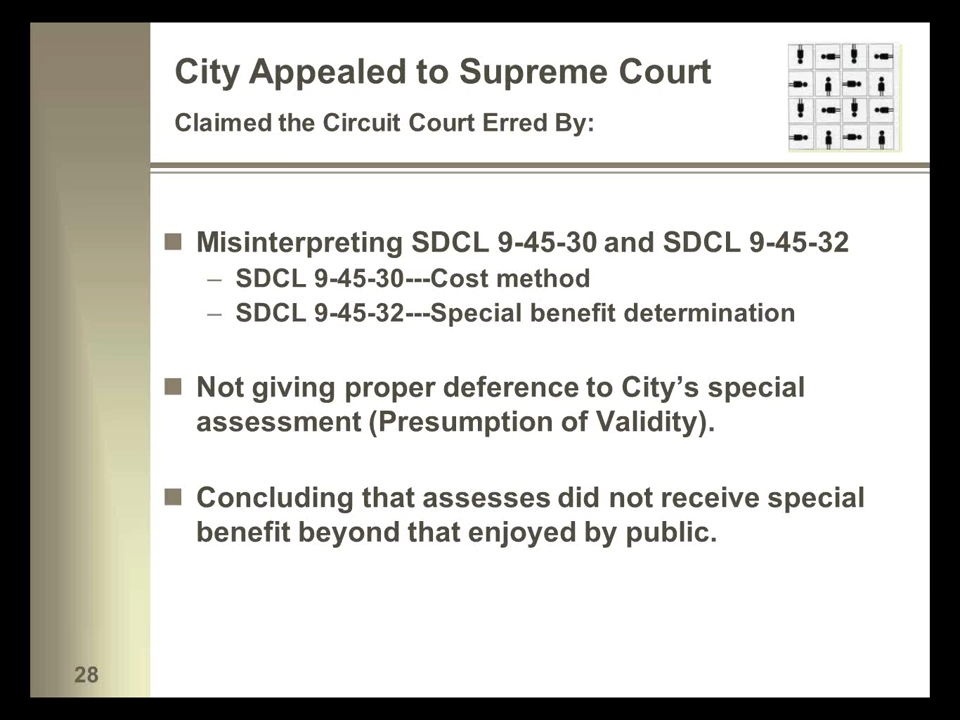 City Appealed to Supreme Court
Claimed the Circuit Court Erred By:
Misinterpreting SDCL 9-45-30 and SDCL 9-45-32
– SDCL 9-45-30---Cost method
– SDCL 9-45-32---Special benefit determination
Not giving proper deference to City’s special
assessment (Presumption of Validity).
Concluding that assesses did not receive special
benefit beyond that enjoyed by public.
28